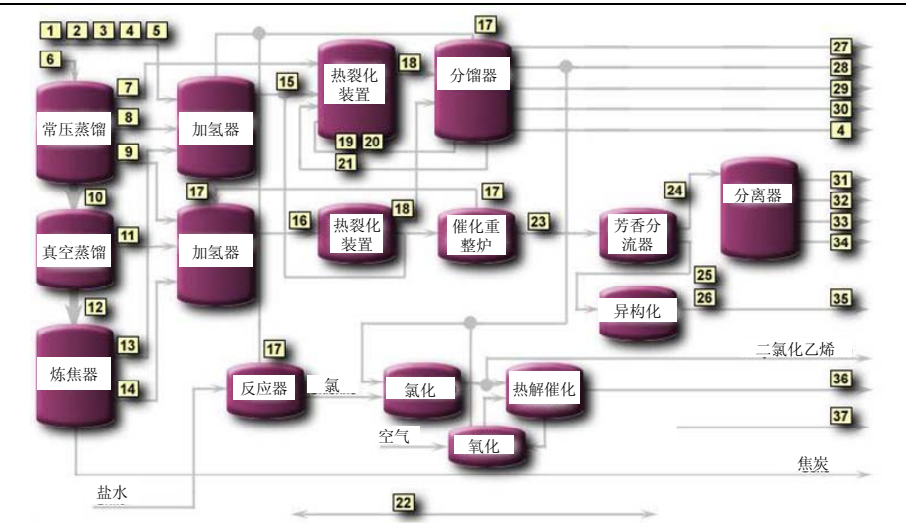 1 2 3 4 5 17
6 7 热裂化 18 分馏器 27
装置 28
15 29
常压蒸馏 8 加氢器 30
9 19 20 4
21
10 17 17 24 分离器 31
真空蒸馏 11 加氢器 16 热裂化 18 催化重 23 芳香分 32
装置 整炉 流器 33
34
12 25
26 异构化 35
炼焦器 13 17 二氯化乙烯
14 反应器 氯 氯化 热解催化 36
空气 氧化 37
焦炭
盐水 22